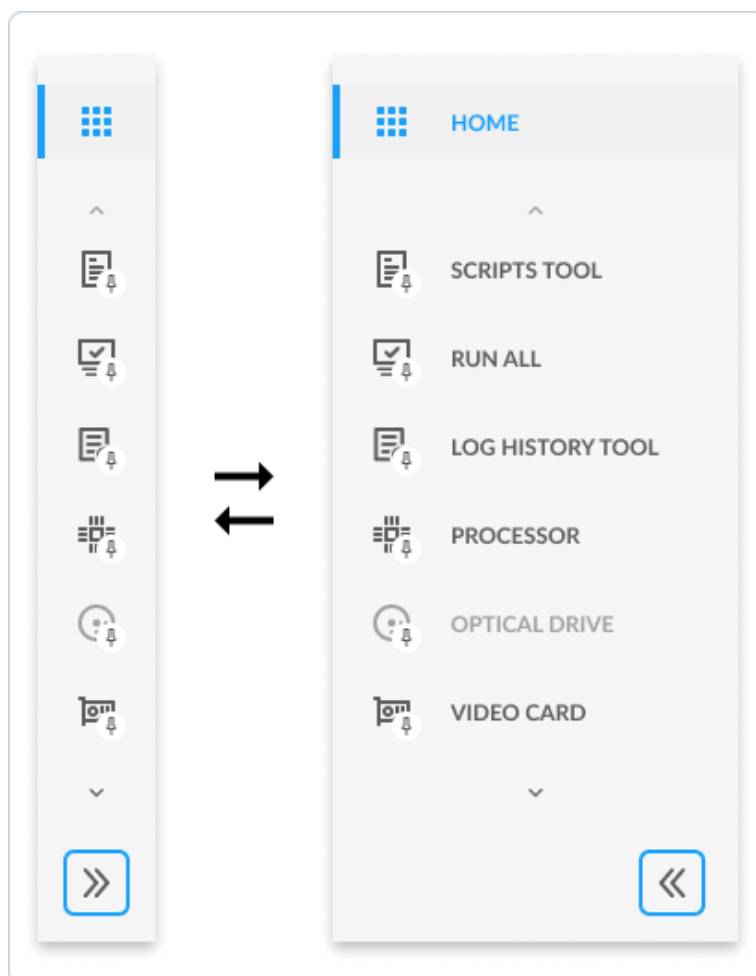 HOME
SCRIPTS TOOL
RUN ALL
LOG HISTORY TOOL
PROCESSOR
OPTICAL DRIVE
VIDEO CARD